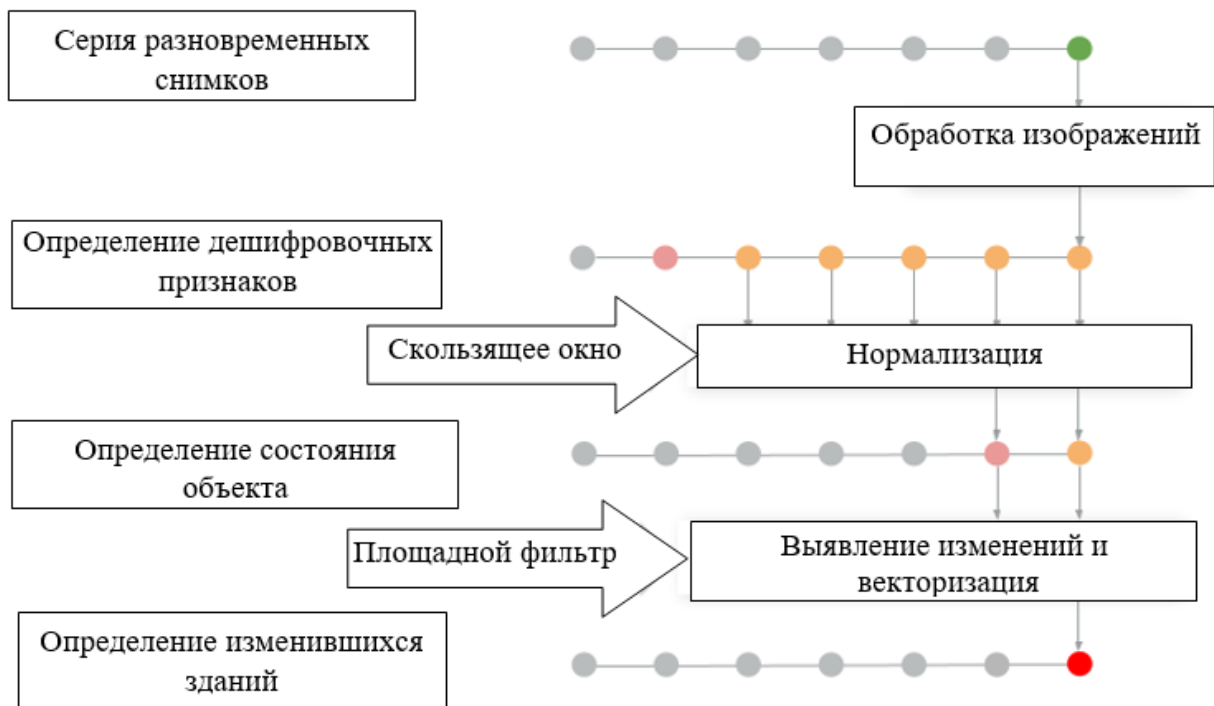 Серия разновременных
снимков
Обработка изображений
Определение дешифровочных
признаков
Скользящее окно
Нормализация
Определение состояния
объекта
Площадной фильтр
Выявление изменений и
векторизация
Определение изменившихся
зданий